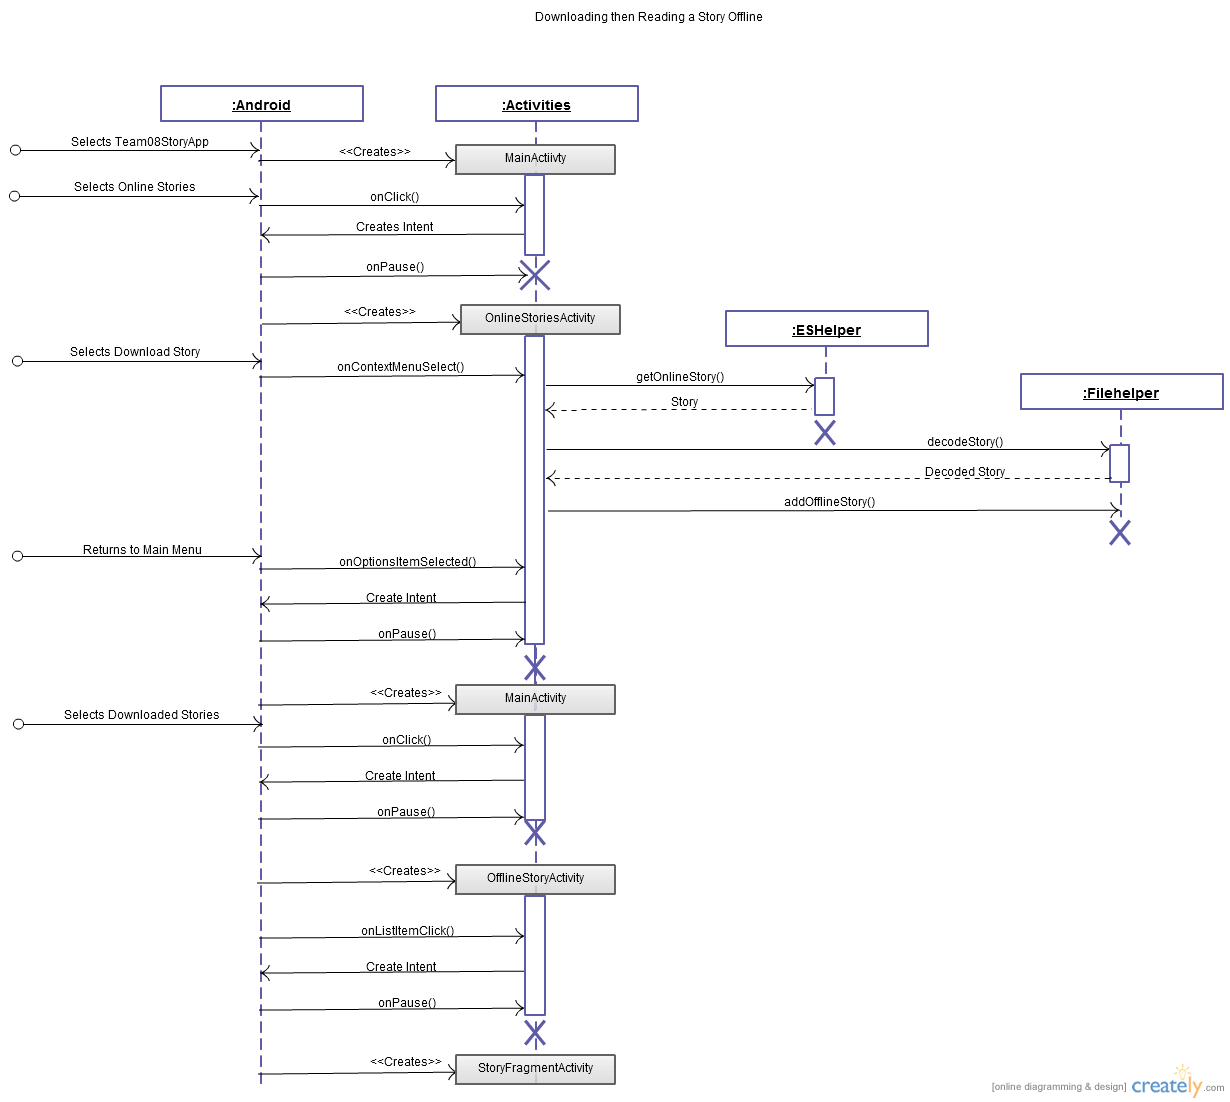 Downloading then Reading a Story Offline
:Android
:Activities
Selects Team08StoryApp
<<Creates>>
MainActiivty
Selects Online Stories
onClick()
Creates Intent
onPause()
<<Creates>>
OnlineStoriesActivity
:ESHelper
Selects Download Story
onContextMenuSelect()
getOnlineStory()
Story
:Filehelper
decodeStory()
Decoded Story
addOfflineStory()
Returns to Main Menu
onOptionsItemSelected()
Create Intent
onPause()
<<Creates>>
MainActivity
Selects Downloaded Stories
onClick()
Create Intent
onPause()
<<Creates>>
OfflineStoryActivity
onListItemClick()
Create Intent
onPause()
<<Creates>>
StoryFragmentActivity
[online diagramming & design] creately.com